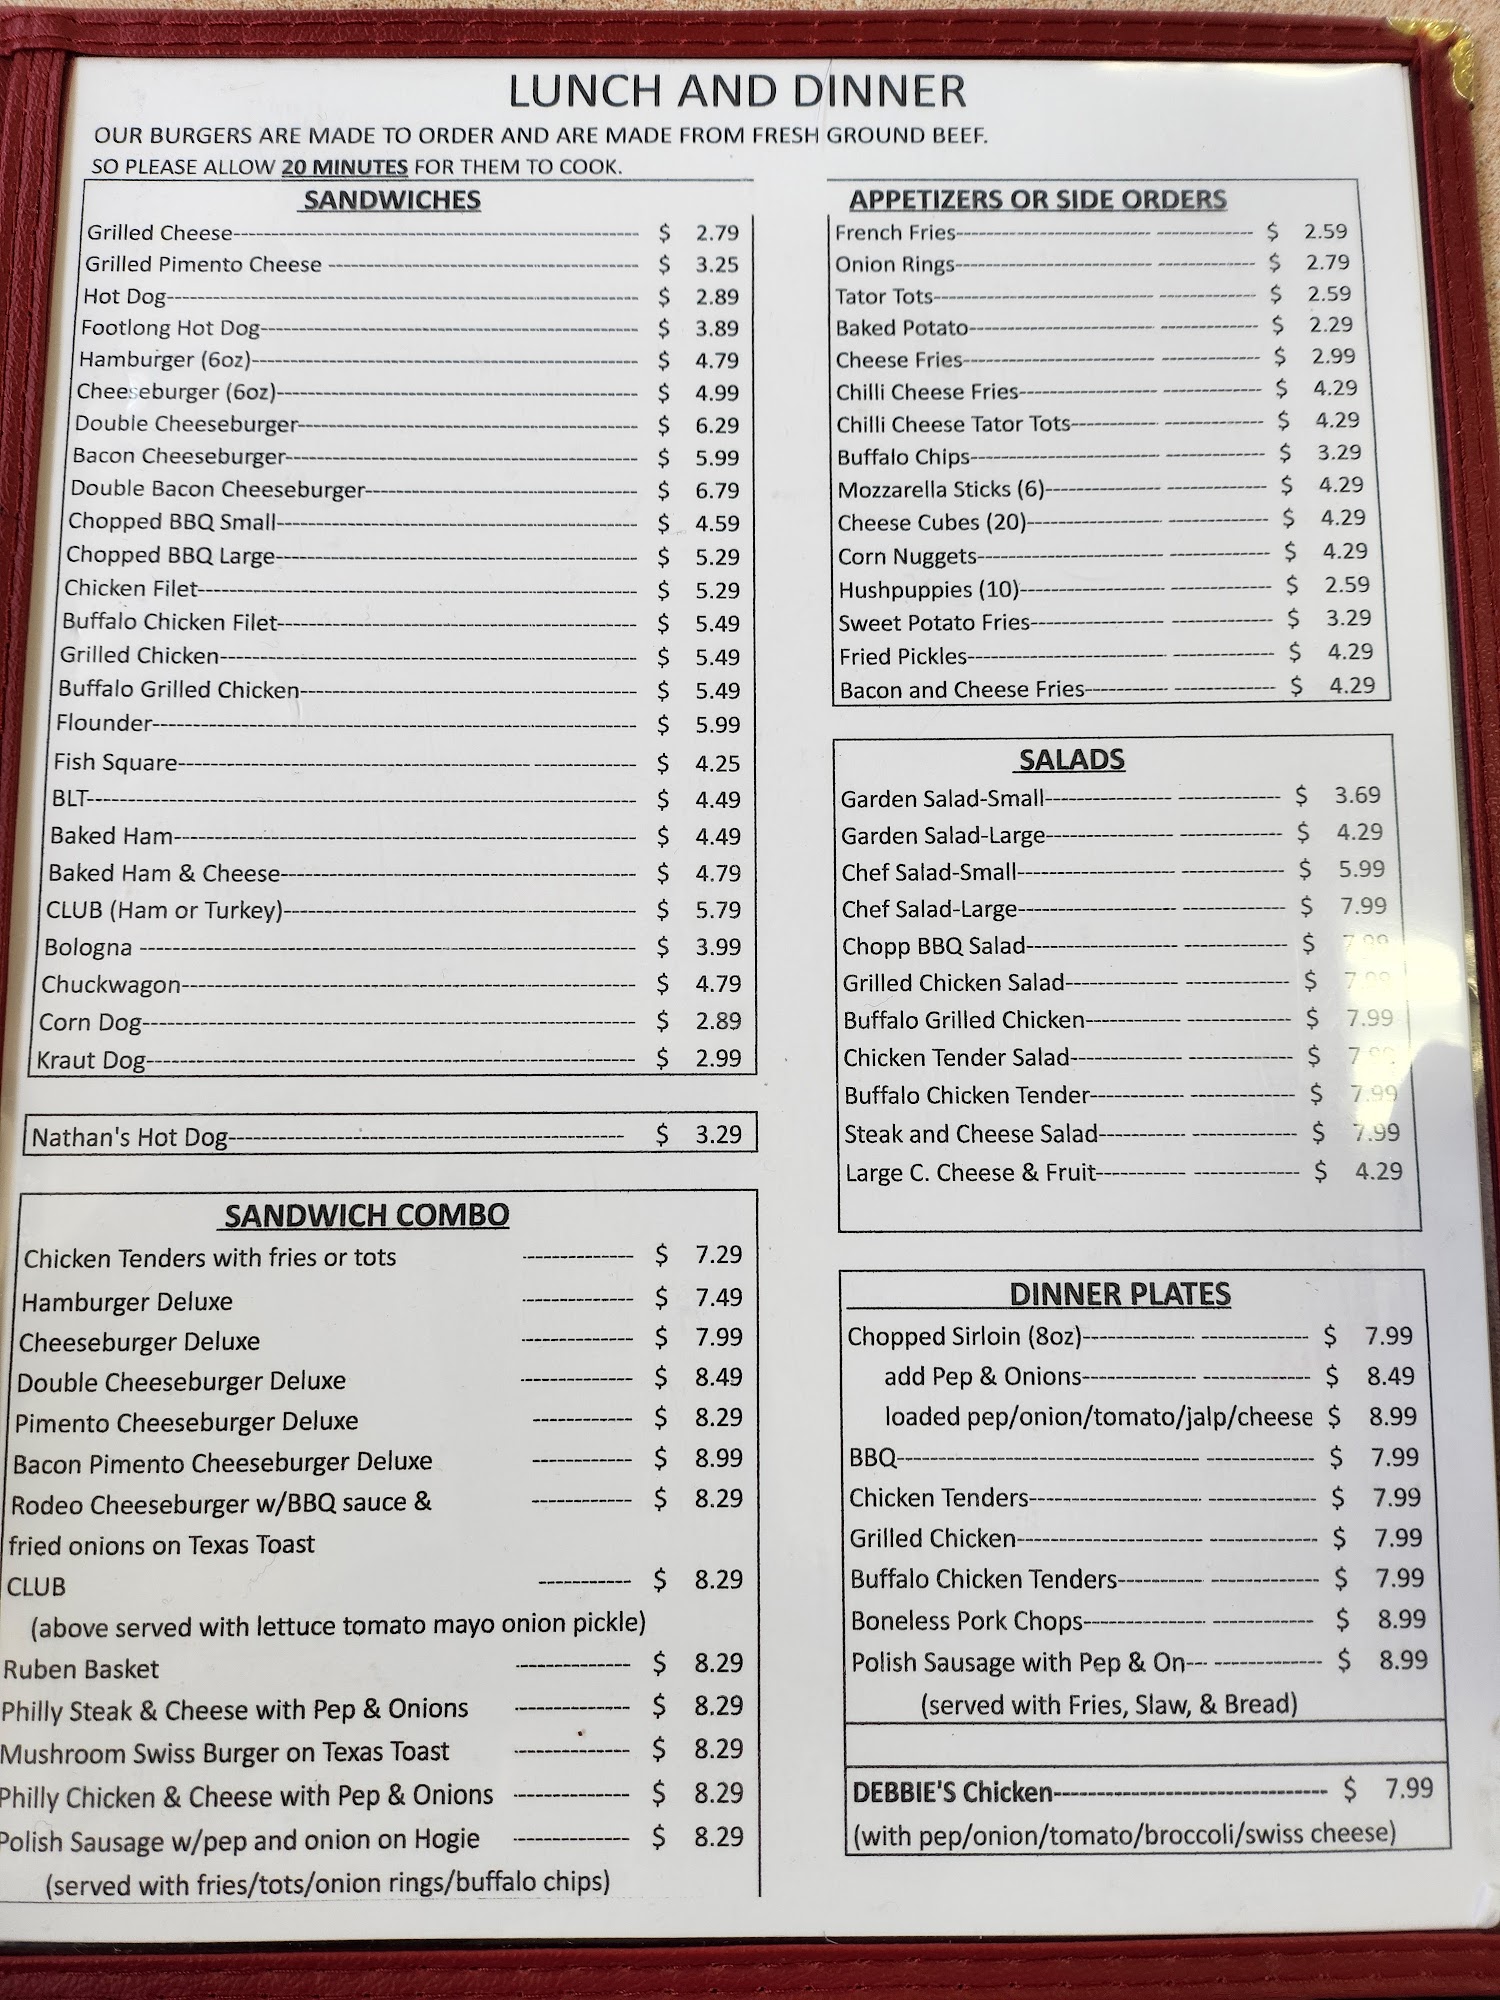 LUNCH AND DINNER
OUR BURGERS ARE MADE TO ORDER AND ARE MADE FROM FRESH GROUND BEEF.
SO PLEASE ALLOW 20 MINUTES FOR THEM TO COOK.
SANDWICHES
Grilled Cheese $ 2.79
Grilled Pimento Cheese $ 3.25
Hot Dog $ 2.89
Footlong Hot Dog $ 3.89
Hamburger (6oz) $ 4.79
Cheeseburger (6oz) $ 4.99
Double Cheeseburger $ 6.29
Bacon Cheeseburger $ 5.99
Double Bacon Cheeseburger $ 6.79
Chopped BBQ Small $ 4.59
Chopped BBQ Large $ 5.29
Chicken Filet $ 5.29
Buffalo Chicken Filet $ 5.49
Grilled Chicken $ 5.49
Buffalo Grilled Chicken $ 5.49
Flounder $ 5.99
Fish Square $ 4.25
BLT $ 4.49
Baked Ham $ 4.49
Baked Ham & Cheese $ 4.79
CLUB (Ham or Turkey) $ 5.79
Bologna $ 3.99
Chuckwagon $ 4.79
Corn Dog $ 2.89
Kraut Dog $ 2.99
Nathan's Hot Dog $ 3.29
SANDWICH COMBO
Chicken Tenders with fries or tots $ 7.29
Hamburger Deluxe $ 7.49
Cheeseburger Deluxe $ 7.99
Double Cheeseburger Deluxe $ 8.49
Pimento Cheeseburger Deluxe $ 8.29
Bacon Pimento Cheeseburger Deluxe $ 8.99
Rodeo Cheeseburger w/BBQ sauce & $ 8.29
fried onions on Texas Toast
CLUB $ 8.29
(above served with lettuce tomato mayo onion pickle)
Ruben Basket $ 8.29
Philly Steak & Cheese with Pep & Onions $ 8.29
Mushroom Swiss Burger on Texas Toast $ 8.29
Philly Chicken & Cheese with Pep & Onions $ 8.29
Polish Sausage w/pep and onion on Hogie $ 8.29
(served with fries/tots/onion rings/buffalo chips)
APPETIZERS OR SIDE ORDERS
French Fries $ 2.59
Onion Rings $ 2.79
Tator Tots $ 2.59
Baked Potato $ 2.29
Cheese Fries $ 2.99
Chilli Cheese Fries $ 4.29
Chilli Cheese Tator Tots $ 4.29
Buffalo Chips $ 3.29
Mozzarella Sticks (6) $ 4.29
Cheese Cubes (20) $ 4.29
Corn Nuggets $ 4.29
Hushpuppies (10) $ 2.59
Sweet Potato Fries $ 3.29
Fried Pickles $ 4.29
Bacon and Cheese Fries $ 4.29
SALADS
Garden Salad-Small $ 3.69
Garden Salad-Large $ 4.29
Chef Salad-Small $ 5.99
Chef Salad-Large $ 7.99
Chopp BBQ Salad $
Grilled Chicken Salad $ 7.99
Buffalo Grilled Chicken $ 7.99
Chicken Tender Salad $
Buffalo Chicken Tender $ 7.99
Steak and Cheese Salad $ 7.99
Large C. Cheese & Fruit $ 4.29
DINNER PLATES
Chopped Sirloin (8oz) $ 7.99
add Pep & Onions $ 8.49
loaded pep/onion/tomato/jalp/cheese $ 8.99
BBQ $ 7.99
Chicken Tenders $ 7.99
Grilled Chicken $ 7.99
Buffalo Chicken Tenders $ 7.99
Boneless Pork Chops $ 8.99
Polish Sausage with Pep & On $ 8.99
(served with Fries, Slaw, & Bread)
DEBBIE'S Chicken $ 7.99
(with pep/onion/tomato/broccoli/swiss cheese)